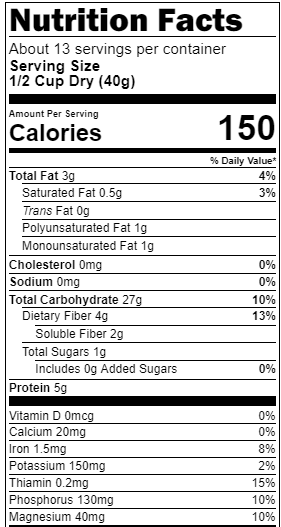 Nutrition Facts
About 13 servings per container
Serving Size
1/2 Cup Dry (40g)
Amount Per Serving
Calories 150
% Daily Value*
Total Fat 3g 4%
Saturated Fat 0.5g 3%
Trans Fat 0g
Polyunsaturated Fat 1g
Monounsaturated Fat 1g
Cholesterol 0mg 0%
Sodium 0mg 0%
Total Carbohydrate 27g 10%
Dietary Fiber 4g 13%
Soluble Fiber 2g
Total Sugars 1g
Includes 0g Added Sugars 0%
Protein 5g
Vitamin D 0mcg 0%
Calcium 20mg 0%
Iron 1.5mg 8%
Potassium 150mg 2%
Thiamin 0.2mg 15%
Phosphorus 130mg 10%
Magnesium 40mg 10%